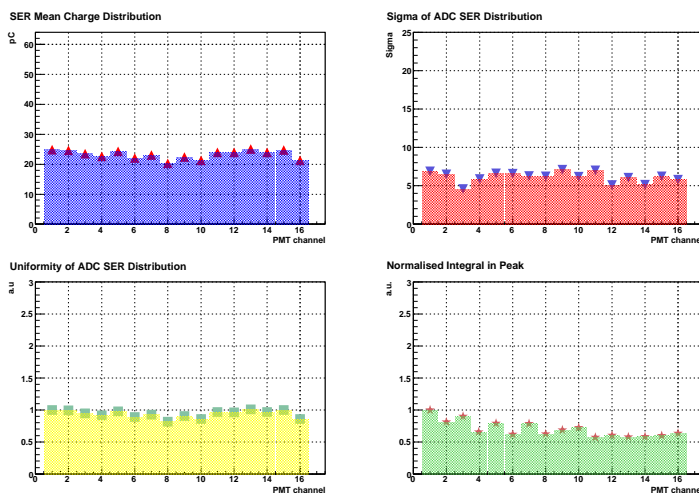 SER Mean Charge Distribution
pC
60
50
40
30
20
10
0
0 2 4 6 8 10 12 14 16
PMT channel
Sigma of ADC SER Distribution
Sigma
25
20
15
10
5
0
0 2 4 6 8 10 12 14 16
PMT channel
Uniformity of ADC SER Distribution
a.u
3
2.5
2
1.5
1
0.5
0
0 2 4 6 8 10 12 14 16
PMT channel
Normalised Integral in Peak
a.u.
3
2.5
2
1.5
1
0.5
0
0 2 4 6 8 10 12 14 16
PMT channel